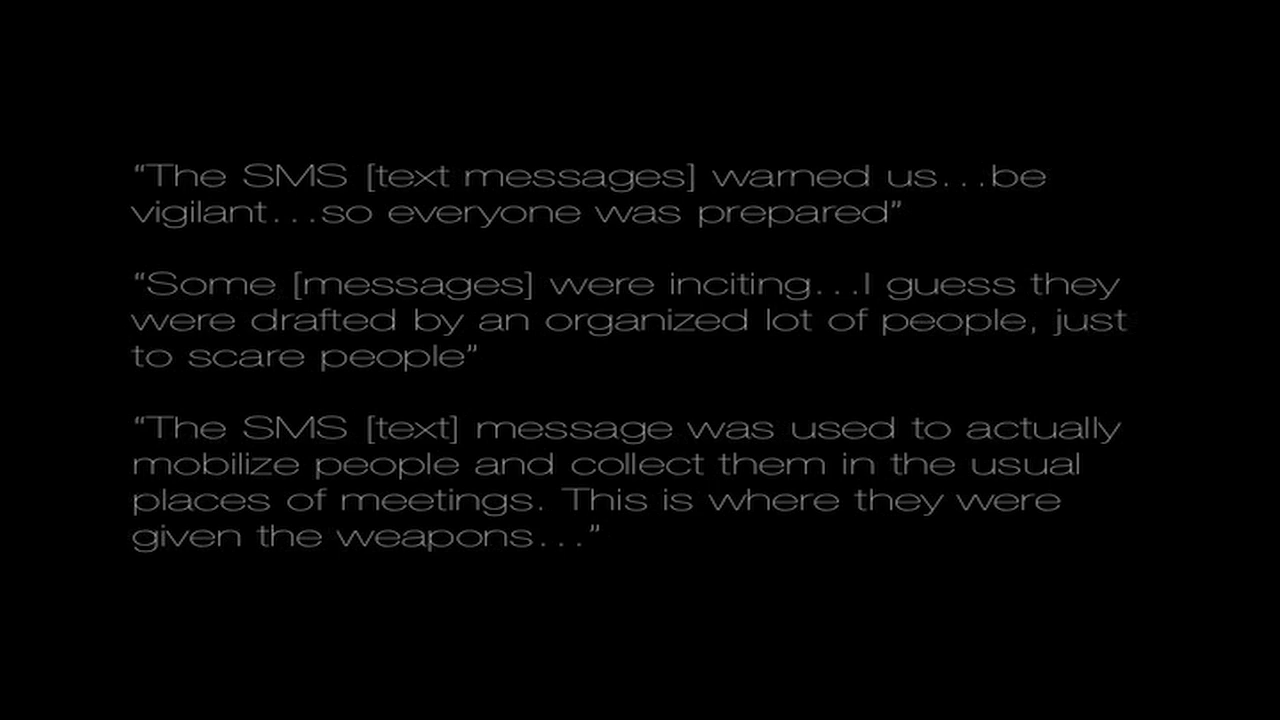 “The SMS [text messages] warned us...be
vigilant...so everyone was prepared”
“Some [messages] were inciting...I guess they
were drafted by an organized lot of people, just
to scare people”
“The SMS [text] message was used to actually
mobilize people and collect them in the usual
places of meetings. This is where they were
given the weapons...”